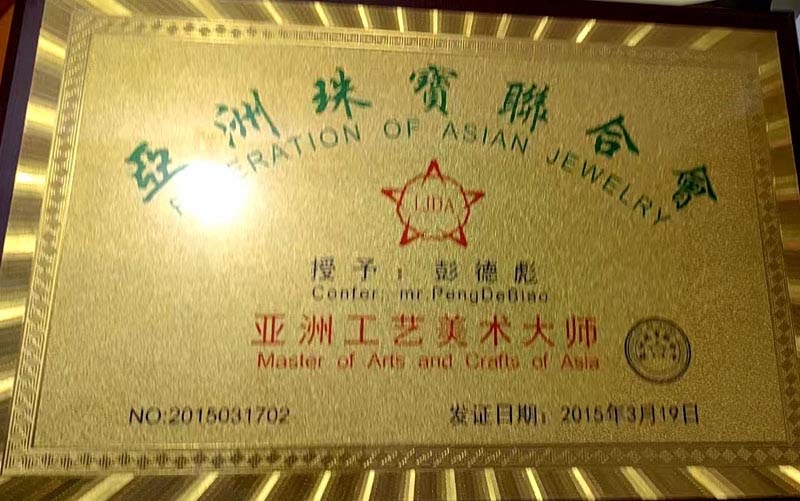 亞洲珠寶聯合會
FEDERATION OF ASIAN JEWELRY
授予：彭德彪
Confer: mr.PengDeBiao
亚洲工艺美术大师
Master of Arts and Crafts of Asia
NO:2015031702
发证日期：2015年3月19日